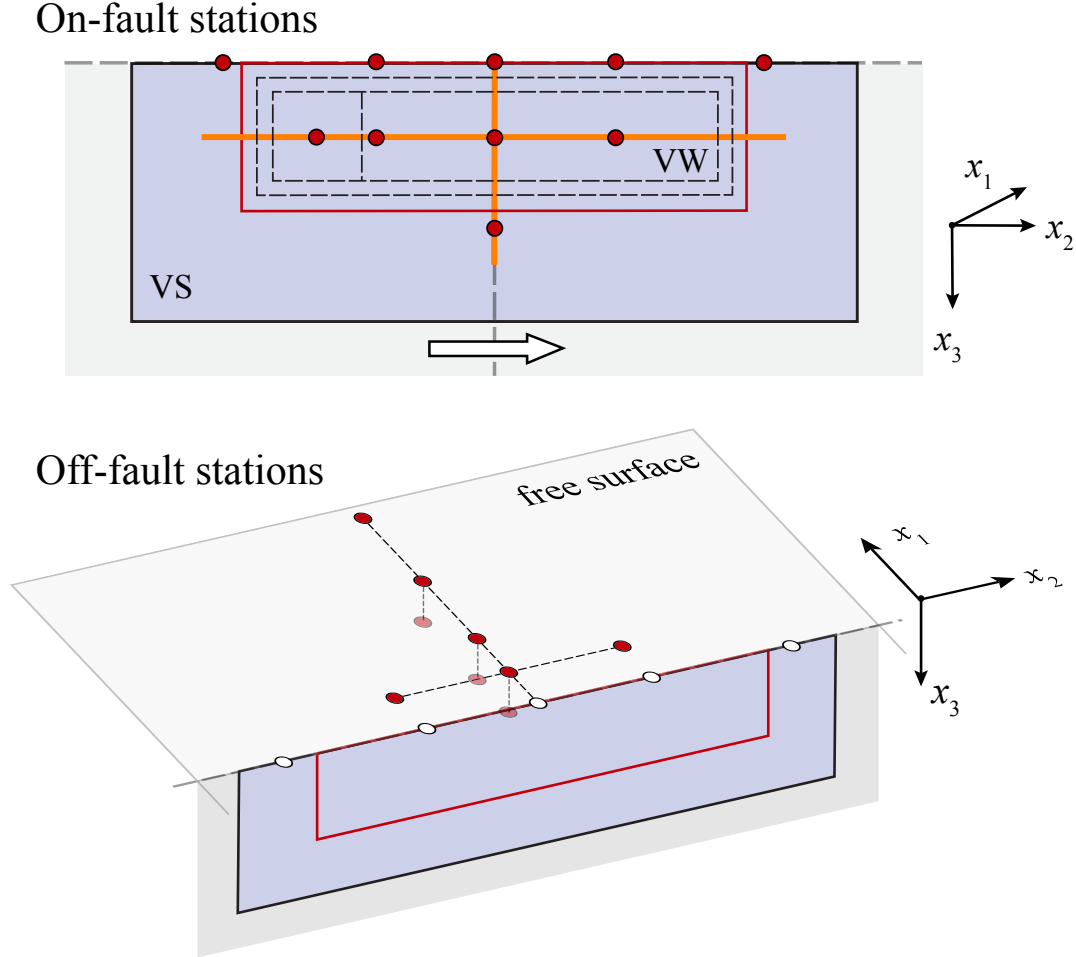 On-fault stations
VW
VS
x₁
x₂
x₃
Off-fault stations
free surface
x₁
x₂
x₃